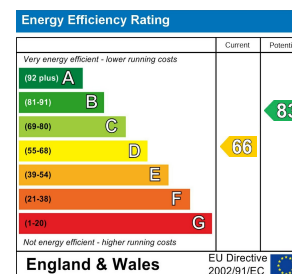 Energy Efficiency Rating
Current Potenti
Very energy efficient - lower running costs
(92 plus) A
(81-91) B
(69-80) C
(55-68) D
(39-54) E
(21-38) F
(1-20) G
66
83
Not energy efficient - higher running costs
England & Wales
EU Directive
2002/91/EC